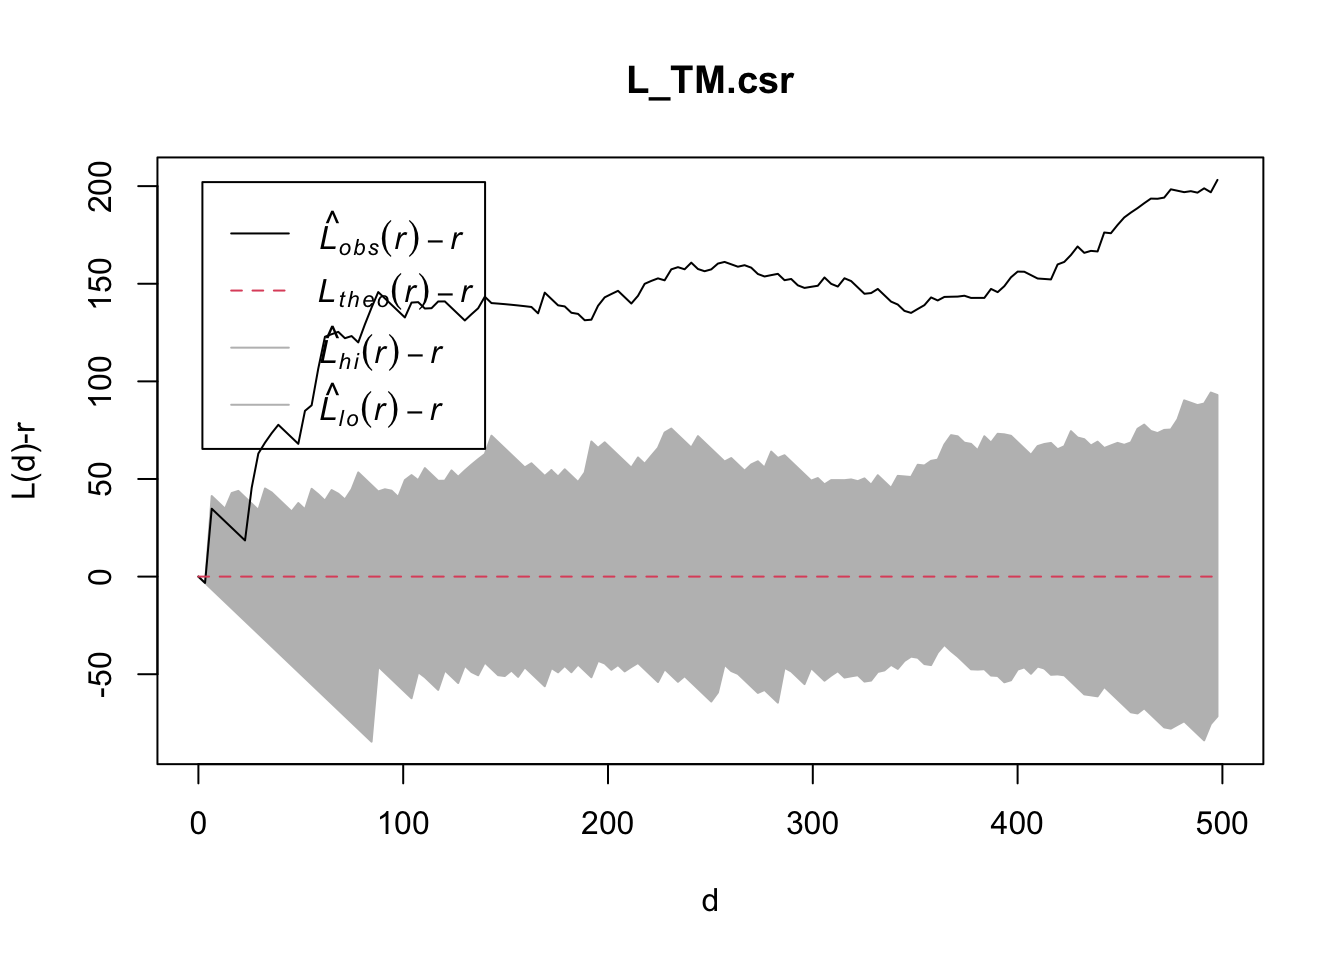 L_TM.csr
L̂obs(r) – r
Ltheo(r) – r
L̂hi(r) – r
L̂lo(r) – r
L(d)-r
200
150
100
50
0
-50
0 100 200 300 400 500
d